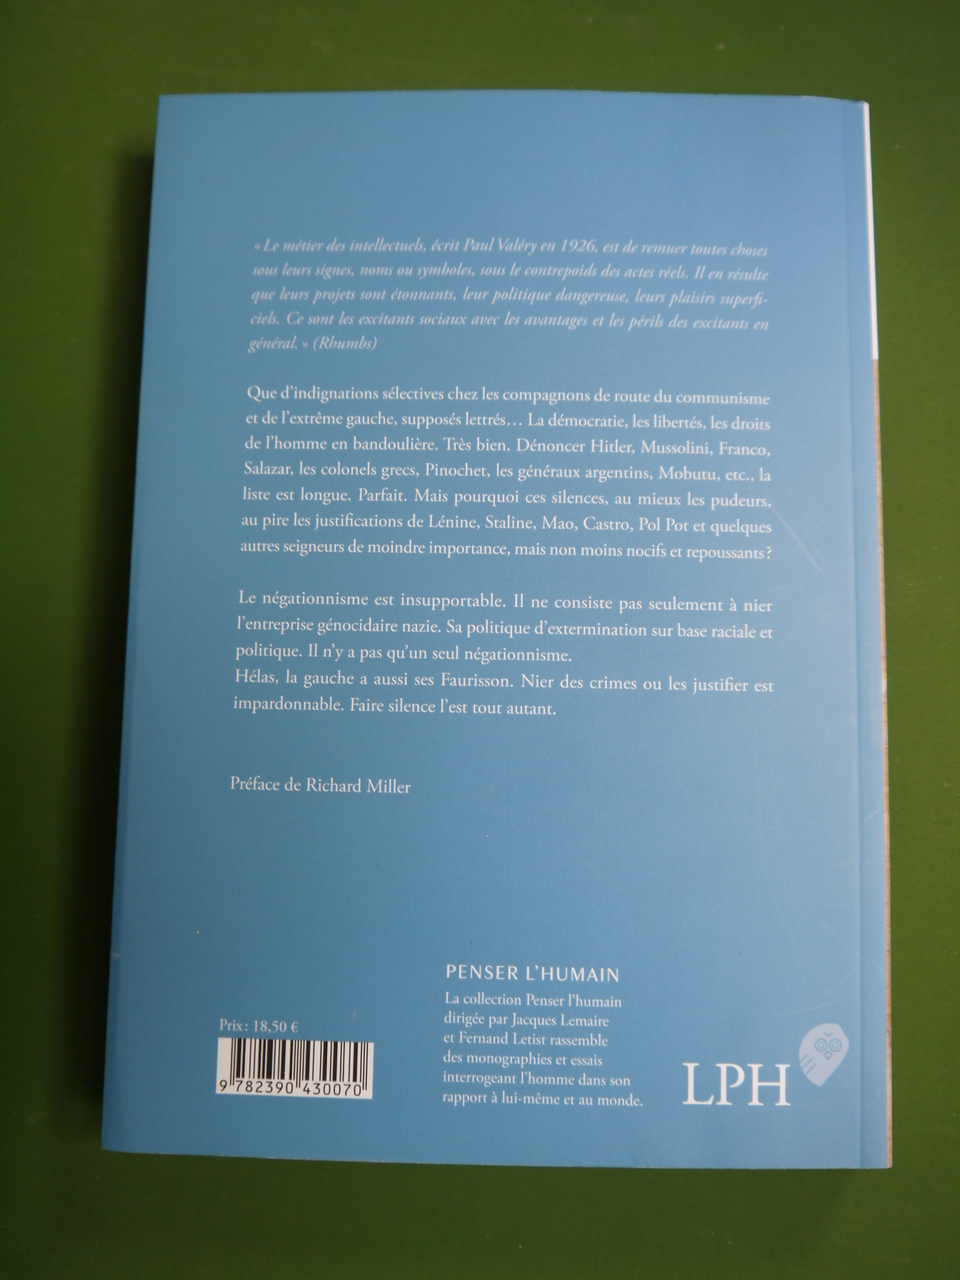 « Le métier des intellectuels, écrit Paul Valéry en 1926, est de remuer toutes choses
sous leurs signes, noms ou symboles, sous le contrepoids des actes réels. Il en résulte
que leurs projets sont étonnants, leur politique dangereuse, leurs plaisirs superfi-
ciels. Ce sont les excitants sociaux avec les avantages et les périls des excitants en
général. » (Rhumbs)
Que d'indignations sélectives chez les compagnons de route du communisme
et de l'extrême gauche, supposés lettrés… La démocratie, les libertés, les droits
de l'homme en bandoulière. Très bien. Dénoncer Hitler, Mussolini, Franco,
Salazar, les colonels grecs, Pinochet, les généraux argentins, Mobutu, etc., la
liste est longue. Parfait. Mais pourquoi ces silences, au mieux les pudeurs,
au pire les justifications de Lénine, Staline, Mao, Castro, Pol Pot et quelques
autres seigneurs de moindre importance, mais non moins nocifs et repoussants ?
Le négationnisme est insupportable. Il ne consiste pas seulement à nier
l'entreprise génocidaire nazie. Sa politique d'extermination sur base raciale et
politique. Il n'y a pas qu'un seul négationnisme.
Hélas, la gauche a aussi ses Faurisson. Nier des crimes ou les justifier est
impardonnable. Faire silence l'est tout autant.
Préface de Richard Miller
PENSER L'HUMAIN
La collection Penser l'humain
dirigée par Jacques Lemaire
et Fernand Letist rassemble
des monographies et essais
interrogeant l'homme dans son
rapport à lui-même et au monde.
Prix : 18,50 €
9 782390 430070
LPH